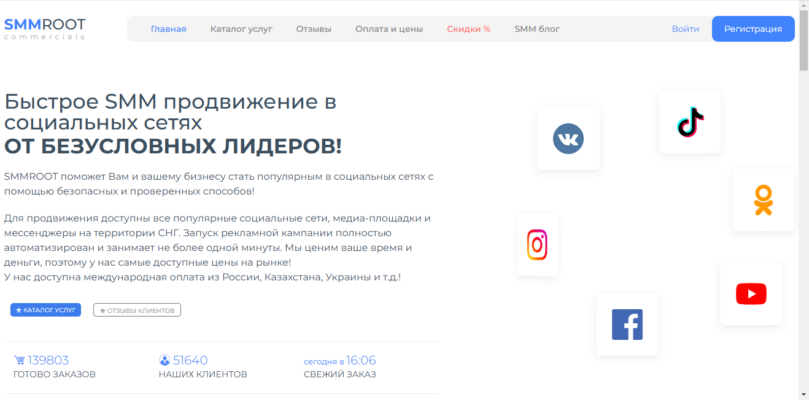 SMMROOT
commercials
Главная
Каталог услуг
Отзывы
Оплата и цены
Скидки %
SMM блог
Войти
Регистрация
Быстрое SMM продвижение в
социальных сетях
ОТ БЕЗУСЛОВНЫХ ЛИДЕРОВ!
SMMROOT поможет Вам и вашему бизнесу стать популярным в социальных сетях с
помощью безопасных и проверенных способов!
Для продвижения доступны все популярные социальные сети, медиа-площадки и
мессенджеры на территории СНГ. Запуск рекламной кампании полностью
автоматизирован и занимает не более одной минуты. Мы ценим ваше время и
деньги, поэтому у нас самые доступные цены на рынке!
У нас доступна международная оплата из России, Казахстана, Украины и т.д.!
КАТАЛОГ УСЛУГ
ОТЗЫВЫ КЛИЕНТОВ
139803
ГОТОВО ЗАКАЗОВ
51640
НАШИХ КЛИЕНТОВ
сегодня в 16:06
СВЕЖИЙ ЗАКАЗ